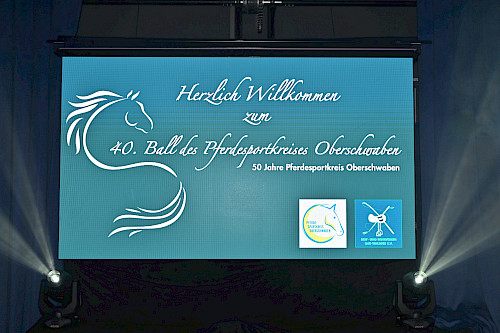 Herzlich Willkommen
zum
40. Ball des Pferdesportkreises Oberschwaben
50 Jahre Pferdesportkreis Oberschwaben